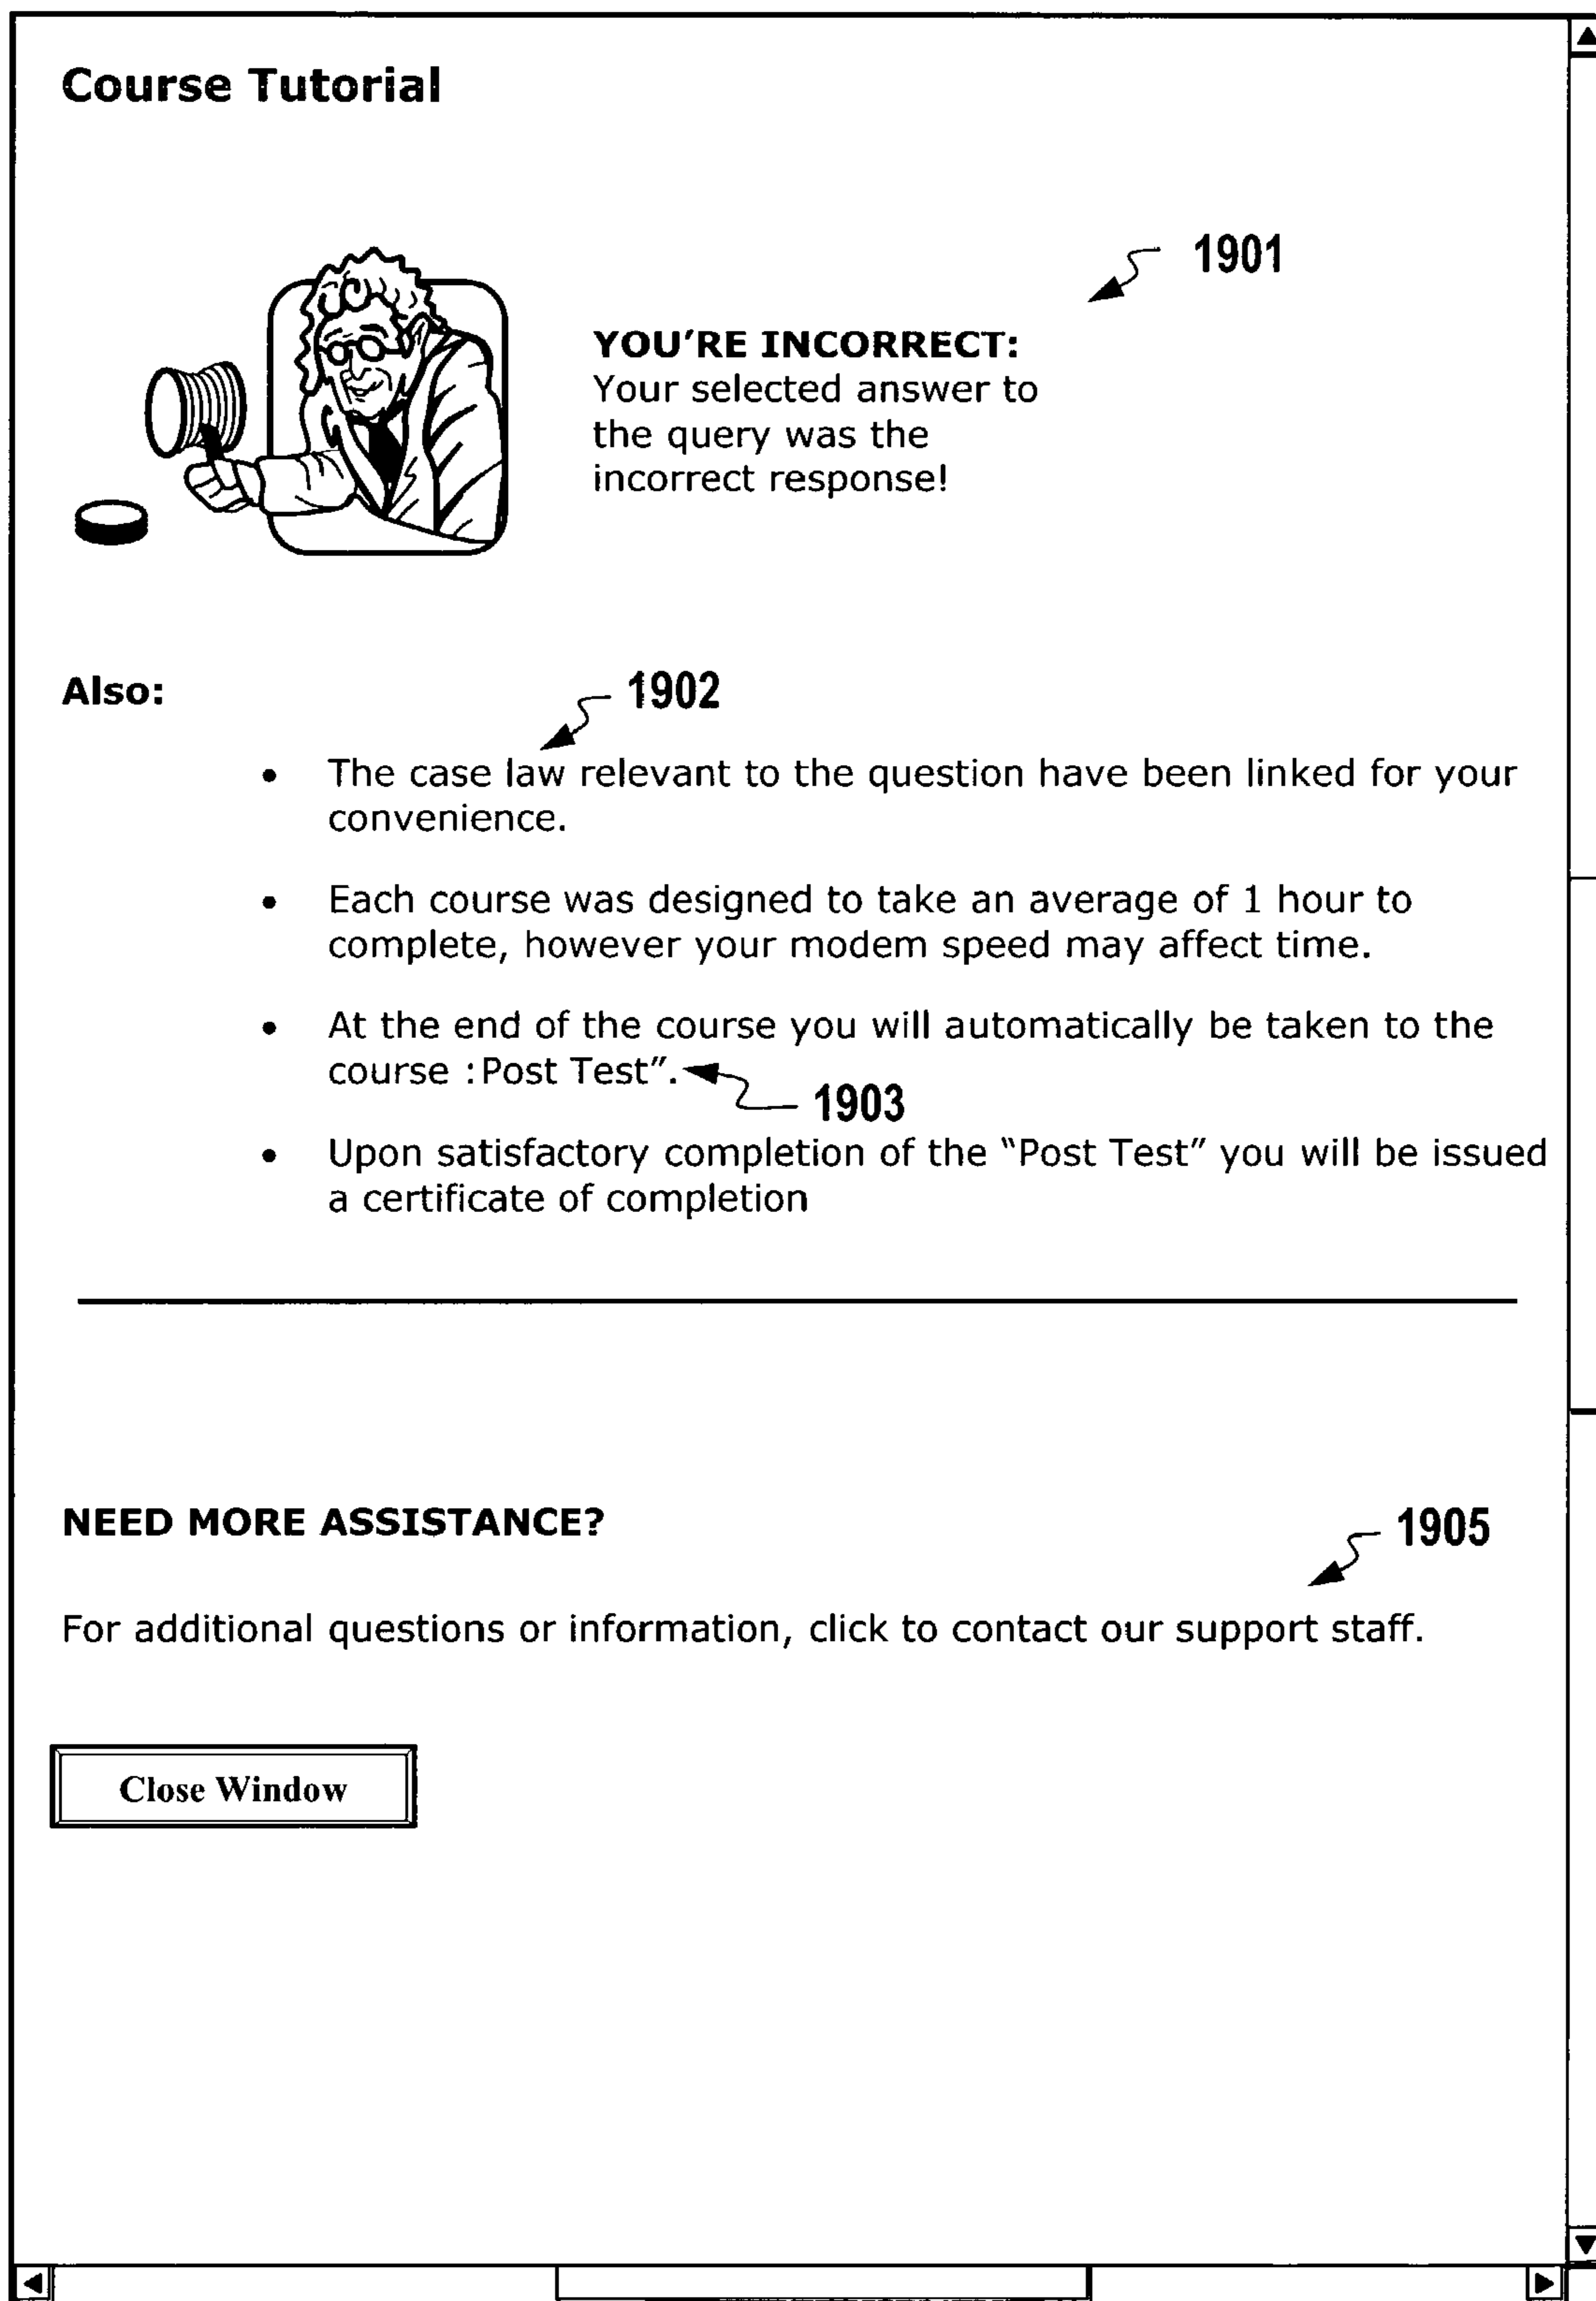 Course Tutorial
1901
YOU'RE INCORRECT:
Your selected answer to
the query was the
incorrect response!
Also:
1902
• The case law relevant to the question have been linked for your
convenience.
• Each course was designed to take an average of 1 hour to
complete, however your modem speed may affect time.
• At the end of the course you will automatically be taken to the
course :Post Test".
1903
• Upon satisfactory completion of the "Post Test" you will be issued
a certificate of completion
NEED MORE ASSISTANCE?
1905
For additional questions or information, click to contact our support staff.
Close Window